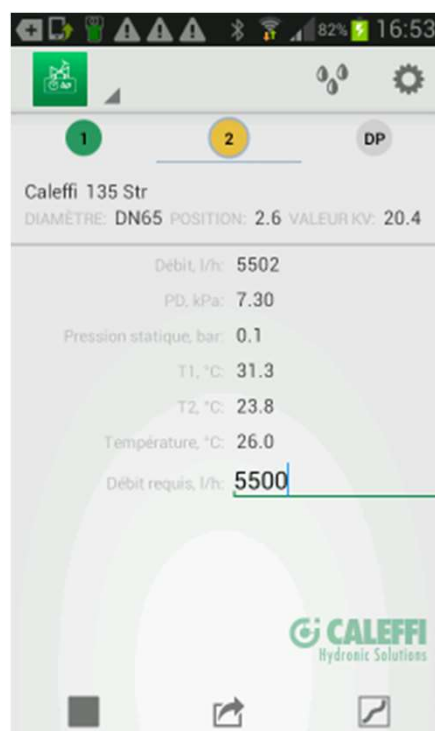 82% 16:53
1 2 DP
Caleffi 135 Str
DIAMÈTRE: DN65 POSITION: 2.6 VALEUR KV: 20.4
Débit, l/h: 5502
PD, kPa: 7.30
Pression statique, bar: 0.1
T1, °C: 31.3
T2, °C: 23.8
Température, °C: 26.0
Débit requis, l/h: 5500
CALEFFI
Hydronic Solutions